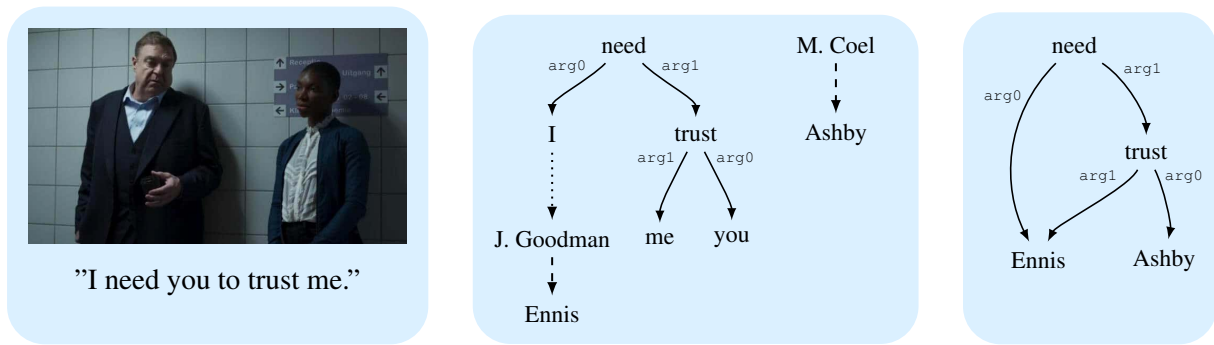 Uitgang
"I need you to trust me."
need
arg0
arg1
I
trust
arg1
arg0
J. Goodman
me
you
Ennis
M. Coel
Ashby
need
arg1
arg0
trust
arg1
arg0
Ennis
Ashby